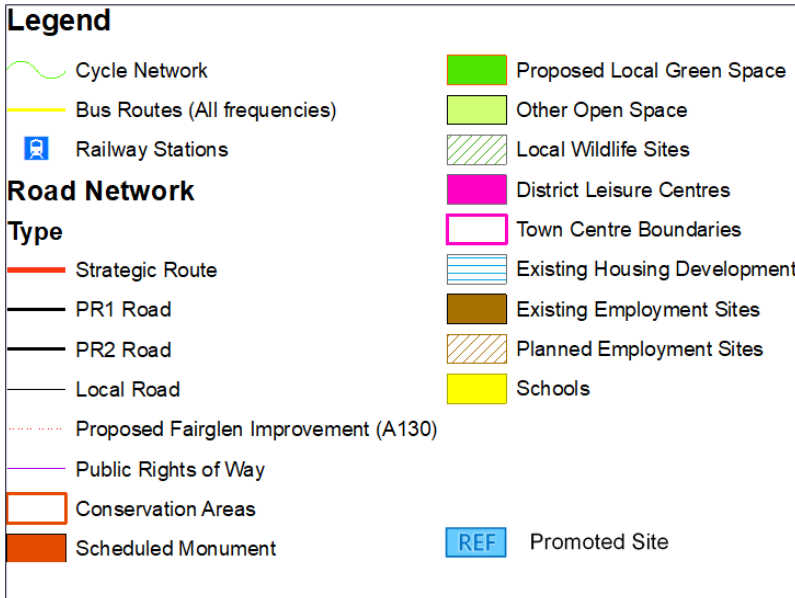 Legend
Cycle Network
Bus Routes (All frequencies)
Railway Stations
Road Network
Type
Strategic Route
PR1 Road
PR2 Road
Local Road
Proposed Fairglen Improvement (A130)
Public Rights of Way
Conservation Areas
Scheduled Monument
Proposed Local Green Space
Other Open Space
Local Wildlife Sites
District Leisure Centres
Town Centre Boundaries
Existing Housing Development
Existing Employment Sites
Planned Employment Sites
Schools
REF Promoted Site